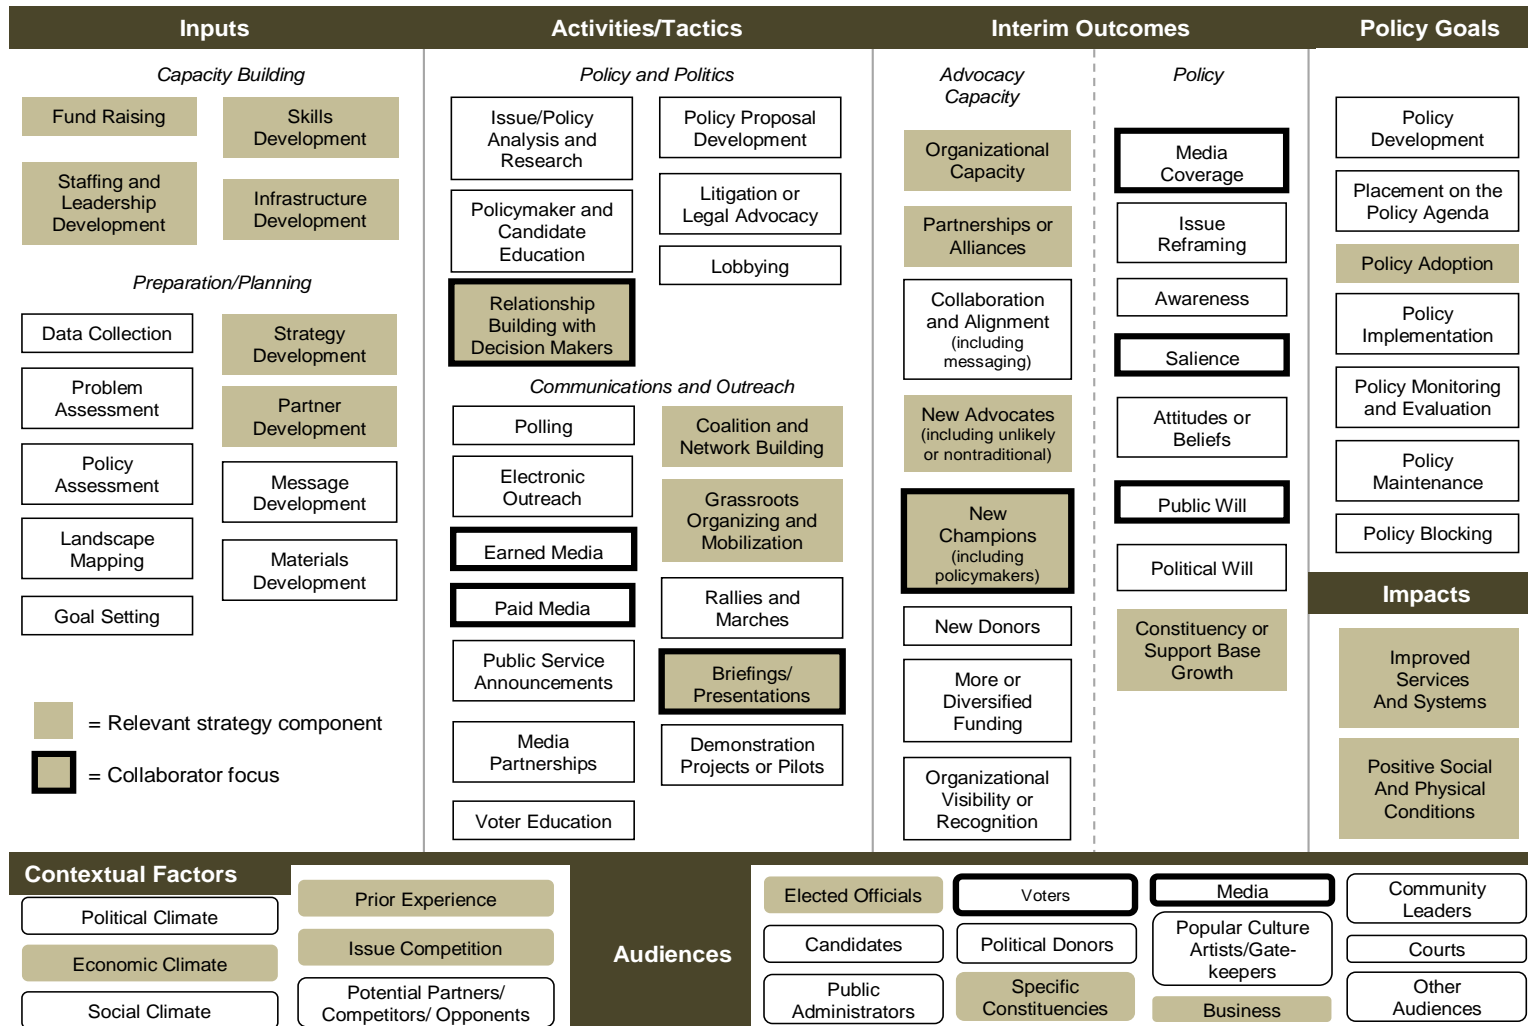 Inputs
Activities/Tactics
Interim Outcomes
Policy Goals
Capacity Building
Fund Raising
Skills
Development
Staffing and
Leadership
Development
Infrastructure
Development
Preparation/Planning
Data Collection
Strategy
Development
Problem
Assessment
Partner
Development
Policy
Assessment
Message
Development
Landscape
Mapping
Materials
Development
Goal Setting
= Relevant strategy component
= Collaborator focus
Policy and Politics
Issue/Policy
Analysis and
Research
Policy Proposal
Development
Policymaker and
Candidate
Education
Litigation or
Legal Advocacy
Lobbying
Relationship
Building with
Decision Makers
Communications and Outreach
Polling
Coalition and
Network Building
Electronic
Outreach
Grassroots
Organizing and
Mobilization
Earned Media
Paid Media
Rallies and
Marches
Public Service
Announcements
Briefings/
Presentations
Media
Partnerships
Demonstration
Projects or Pilots
Voter Education
Advocacy
Capacity
Organizational
Capacity
Partnerships or
Alliances
Collaboration
and Alignment
(including
messaging)
New Advocates
(including unlikely
or nontraditional)
New
Champions
(including
policymakers)
New Donors
More or
Diversified
Funding
Organizational
Visibility or
Recognition
Policy
Media
Coverage
Issue
Reframing
Awareness
Salience
Attitudes or
Beliefs
Public Will
Political Will
Constituency or
Support Base
Growth
Policy
Development
Placement on the
Policy Agenda
Policy Adoption
Policy
Implementation
Policy Monitoring
and Evaluation
Policy
Maintenance
Policy Blocking
Impacts
Improved
Services
And Systems
Positive Social
And Physical
Conditions
Contextual Factors
Political Climate
Economic Climate
Social Climate
Prior Experience
Issue Competition
Potential Partners/
Competitors/ Opponents
Audiences
Elected Officials
Candidates
Public
Administrators
Voters
Political Donors
Specific
Constituencies
Media
Popular Culture
Artists/Gate-
keepers
Business
Community
Leaders
Courts
Other
Audiences